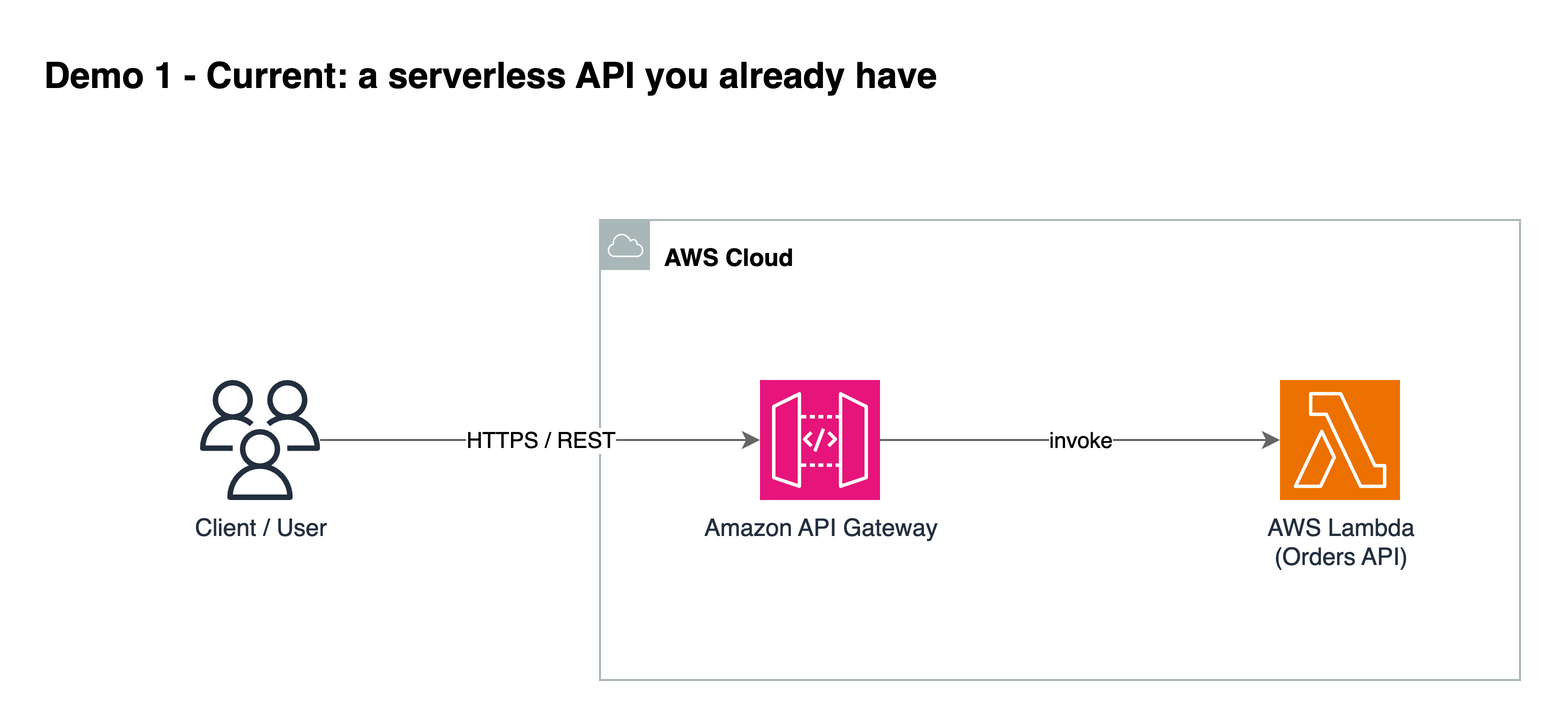 Demo 1 - Current: a serverless API you already have
AWS Cloud
HTTPS / REST
</>
invoke
Client / User
Amazon API Gateway
AWS Lambda
(Orders API)